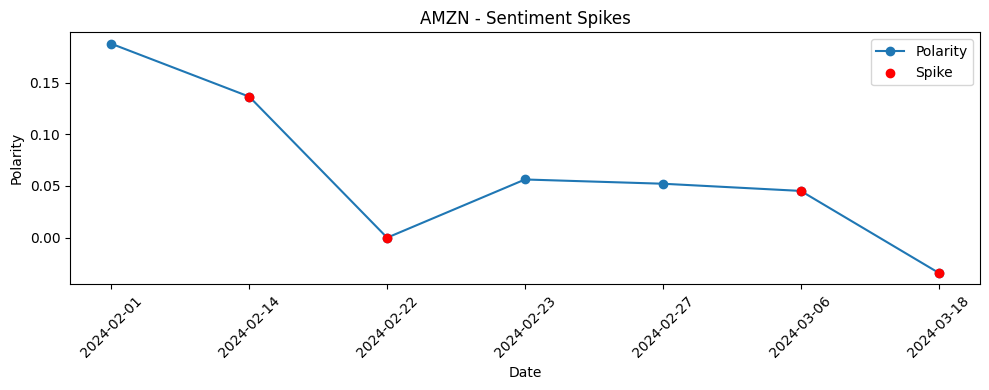 AMZN - Sentiment Spikes
Polarity
Spike
Polarity
0.15
0.10
0.05
0.00
2024-02-01
2024-02-14
2024-02-22
2024-02-23
2024-02-27
2024-03-06
2024-03-18
Date